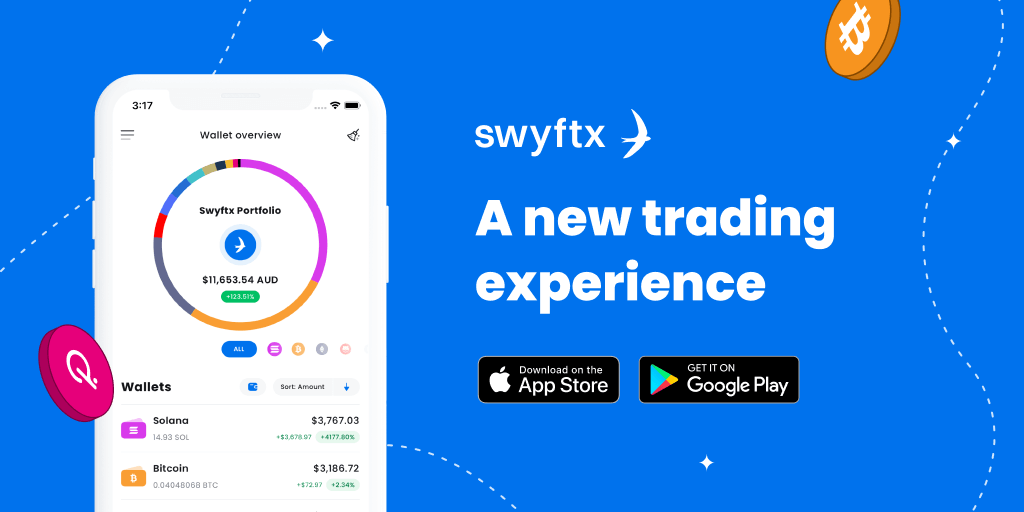 3:17
Wallet overview
Swyftx Portfolio
$11,653.54 AUD
+123.51%
ALL
Wallets
Sort: Amount
Solana
$3,767.03
14.93 SOL
+$3,678.97
+4177.80%
Bitcoin
$3,186.72
0.04048068 BTC
+$72.97
+2.34%
Q.
swyftx
A new trading
experience
Download on the
App Store
GET IT ON
Google Play